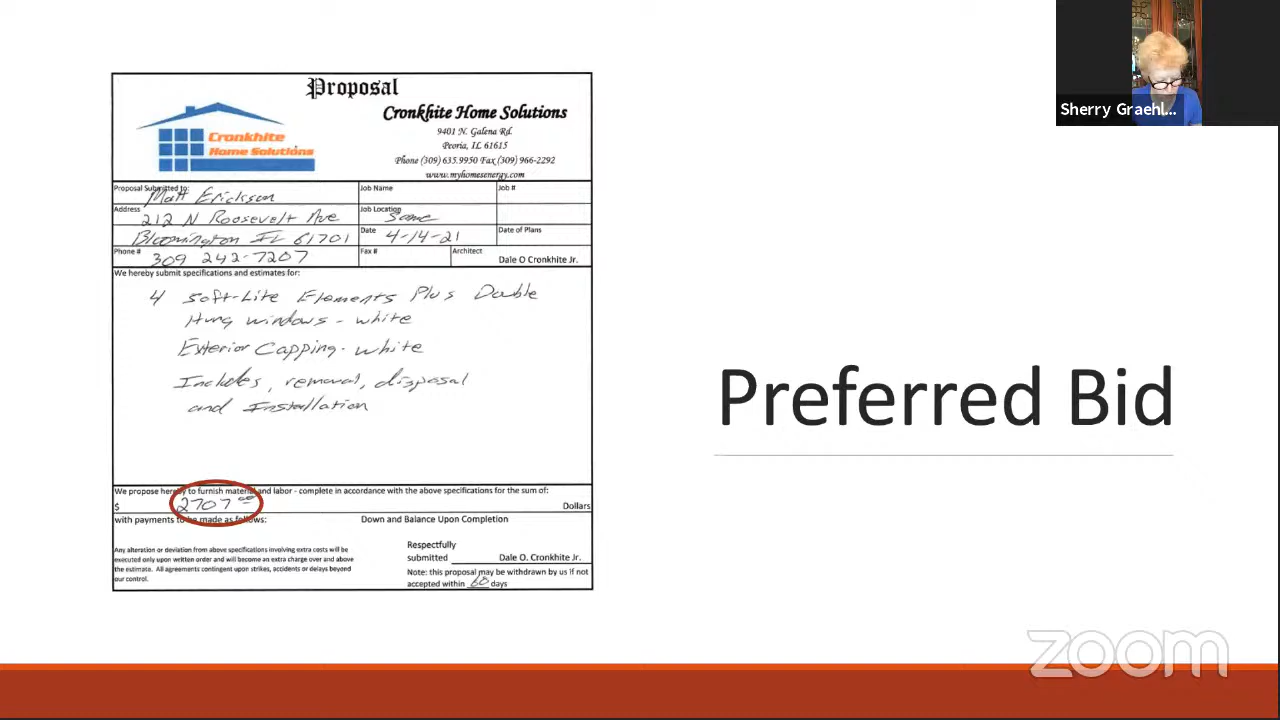 Sherry Graehl...
Proposal
Cronkhite
Home Solutions
Cronkhite Home Solutions
9401 N. Galena Rd.
Peoria, IL 61615
Phone (309) 635.9950 Fax (309) 966-2292
www.myhomesenergy.com
Proposal Submitted to: Matt Erickson
Job Name
Job #
Address 212 N Roosevelt Ave
Job Location Same
Bloomington IL 61701
Date 4-14-21
Date of Plans
Phone # 309 242-7207
Fax #
Architect
Dale O Cronkhite Jr.
We hereby submit specifications and estimates for:
4 Soft-Lite Elements Plus Double
Hung windows - white
Exterior Capping - white
Includes, removal, disposal
and Installation
We propose hereby to furnish material and labor - complete in accordance with the above specifications for the sum of:
$ 2707.00 Dollars
with payments to be made as follows: Down and Balance Upon Completion
Any alteration or deviation from above specifications involving extra costs will be
executed only upon written order and will become an extra charge over and above
the estimate. All agreements contingent upon strikes, accidents or delays beyond
our control.
Respectfully
submitted Dale O. Cronkhite Jr.
Note: this proposal may be withdrawn by us if not
accepted within 60 days
Preferred Bid
zoom